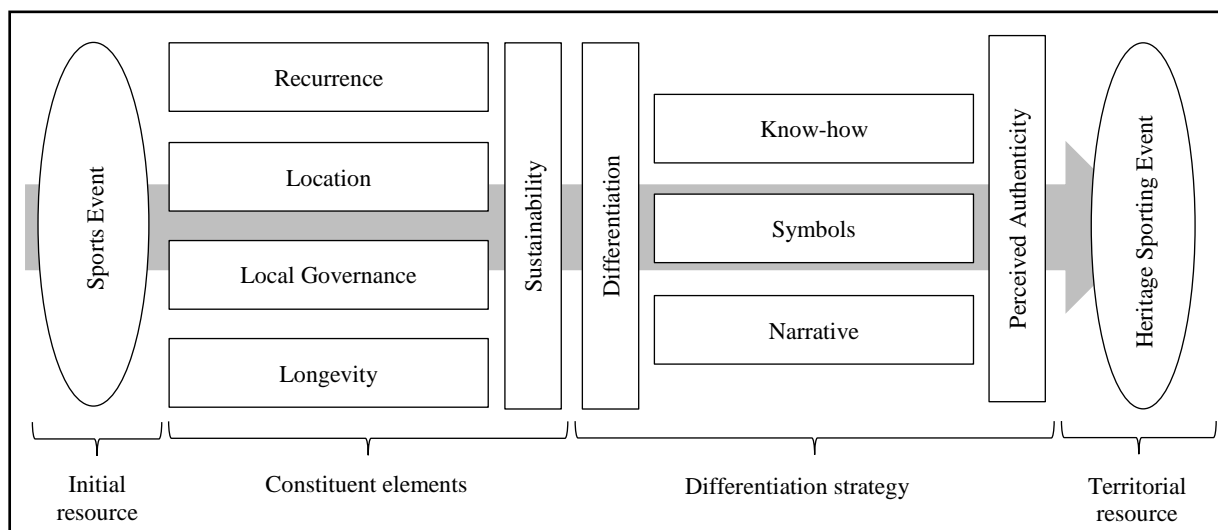 Sports Event
Recurrence
Location
Local Governance
Longevity
Sustainability
Differentiation
Know-how
Symbols
Narrative
Perceived Authenticity
Heritage Sporting Event
Initial
resource
Constituent elements
Differentiation strategy
Territorial
resource